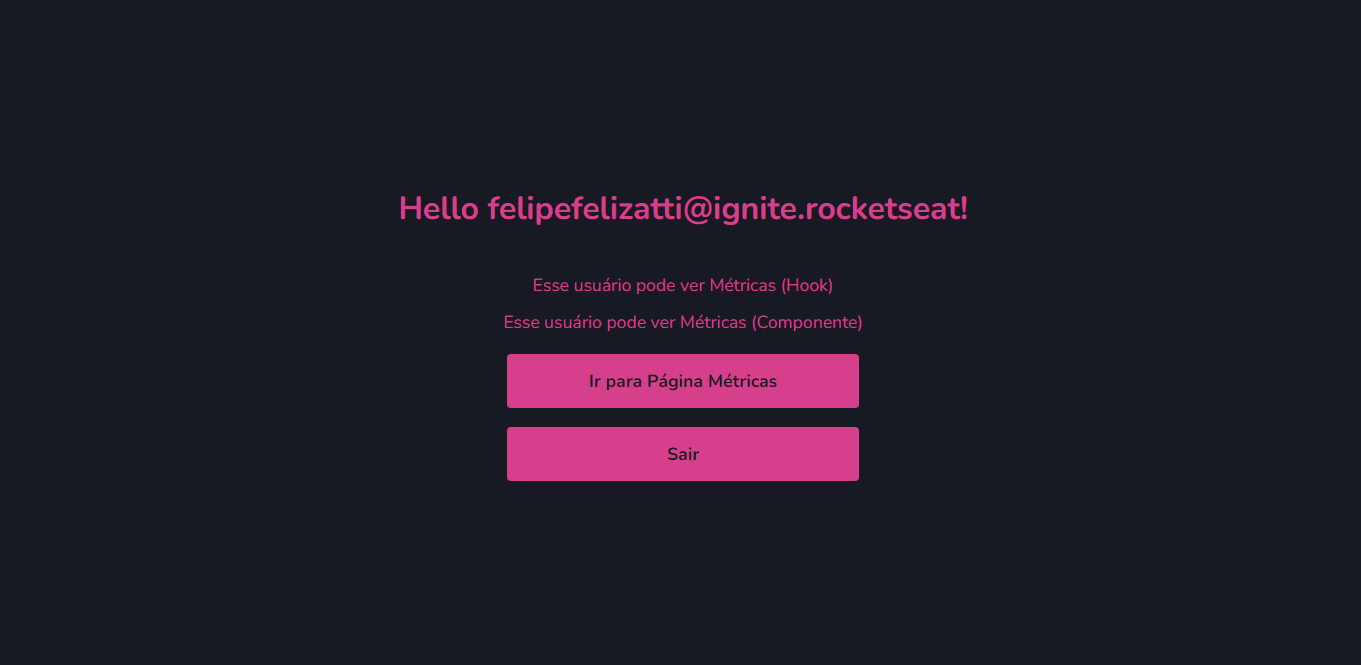 Hello felipefelizatti@ignite.rocketseat!
Esse usuário pode ver Métricas (Hook)
Esse usuário pode ver Métricas (Componente)
Ir para Página Métricas
Sair